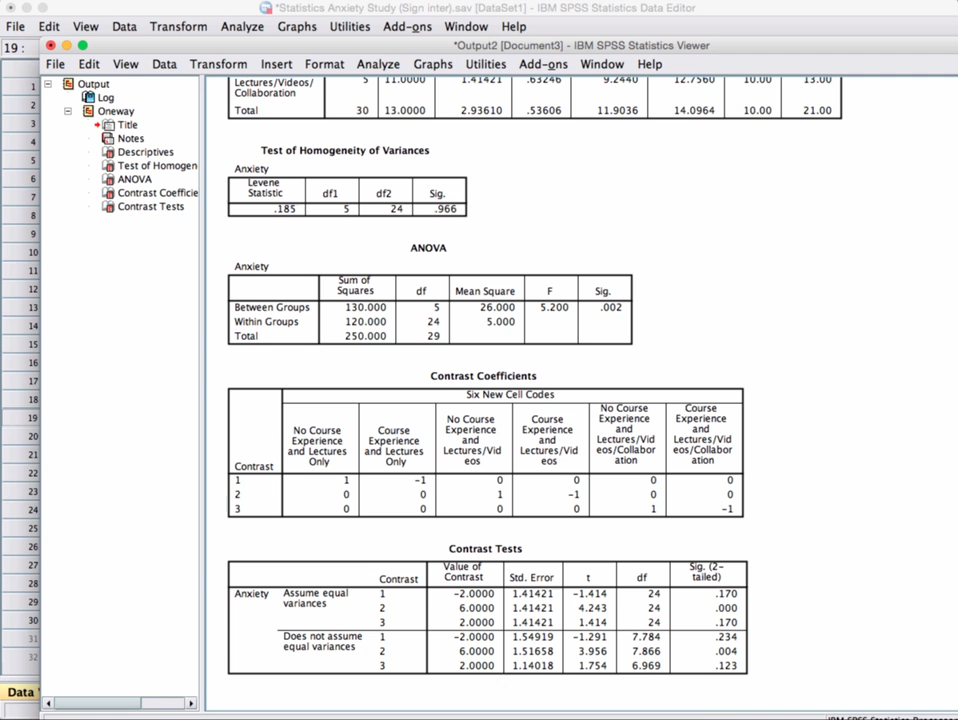 *Statistics Anxiety Study (Sign inter).sav [DataSet1] - IBM SPSS Statistics Data Editor
File Edit View Data Transform Analyze Graphs Utilities Add-ons Window Help
19 :
*Output2 [Document3] - IBM SPSS Statistics Viewer
File Edit View Data Transform Insert Format Analyze Graphs Utilities Add-ons Window Help
1
2
3
4
5
6
7
8
9
10
11
12
13
14
15
16
17
18
19
20
21
22
23
24
25
26
27
28
29
30
31
32
Data
Output
Log
Oneway
Title
Notes
Descriptives
Test of Homogen
ANOVA
Contrast Coefficie
Contrast Tests
Lectures/Videos/ 5 11.0000 1.41421 .63246 9.2440 12.7560 10.00 13.00
Collaboration
Total 30 13.0000 2.93610 .53606 11.9036 14.0964 10.00 21.00
Test of Homogeneity of Variances
Anxiety
Levene
Statistic df1 df2 Sig.
.185 5 24 .966
ANOVA
Anxiety
Sum of
Squares df Mean Square F Sig.
Between Groups 130.000 5 26.000 5.200 .002
Within Groups 120.000 24 5.000
Total 250.000 29
Contrast Coefficients
Six New Cell Codes
No Course Course
No Course Course Experience Experience
No Course Course Experience Experience and and
Experience Experience and and Lectures/Vid Lectures/Vid
and Lectures and Lectures Lectures/Vid Lectures/Vid eos/Collabor eos/Collabor
Contrast Only Only eos eos ation ation
1 1 -1 0 0 0 0
2 0 0 1 -1 0 0
3 0 0 0 0 1 -1
Contrast Tests
Value of Sig. (2-
Contrast Contrast Std. Error t df tailed)
Anxiety Assume equal 1 -2.0000 1.41421 -1.414 24 .170
variances 2 6.0000 1.41421 4.243 24 .000
3 2.0000 1.41421 1.414 24 .170
Does not assume 1 -2.0000 1.54919 -1.291 7.784 .234
equal variances 2 6.0000 1.51658 3.956 7.866 .004
3 2.0000 1.14018 1.754 6.969 .123